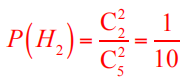 P(H₂) = C₂² / C₅² = 1 / 10